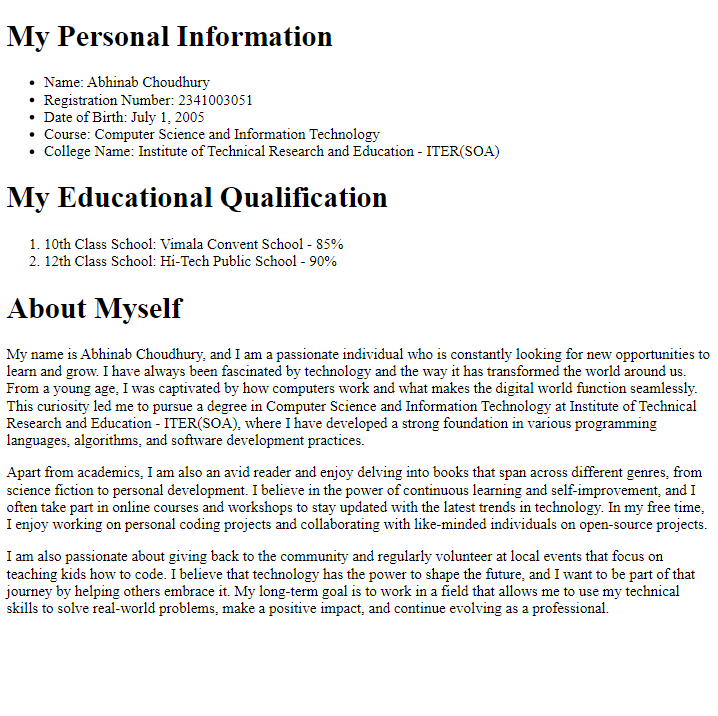 My Personal Information
• Name: Abhinab Choudhury
• Registration Number: 2341003051
• Date of Birth: July 1, 2005
• Course: Computer Science and Information Technology
• College Name: Institute of Technical Research and Education - ITER(SOA)
My Educational Qualification
1. 10th Class School: Vimala Convent School - 85%
2. 12th Class School: Hi-Tech Public School - 90%
About Myself
My name is Abhinab Choudhury, and I am a passionate individual who is constantly looking for new opportunities to
learn and grow. I have always been fascinated by technology and the way it has transformed the world around us.
From a young age, I was captivated by how computers work and what makes the digital world function seamlessly.
This curiosity led me to pursue a degree in Computer Science and Information Technology at Institute of Technical
Research and Education - ITER(SOA), where I have developed a strong foundation in various programming
languages, algorithms, and software development practices.
Apart from academics, I am also an avid reader and enjoy delving into books that span across different genres, from
science fiction to personal development. I believe in the power of continuous learning and self-improvement, and I
often take part in online courses and workshops to stay updated with the latest trends in technology. In my free time,
I enjoy working on personal coding projects and collaborating with like-minded individuals on open-source projects.
I am also passionate about giving back to the community and regularly volunteer at local events that focus on
teaching kids how to code. I believe that technology has the power to shape the future, and I want to be part of that
journey by helping others embrace it. My long-term goal is to work in a field that allows me to use my technical
skills to solve real-world problems, make a positive impact, and continue evolving as a professional.